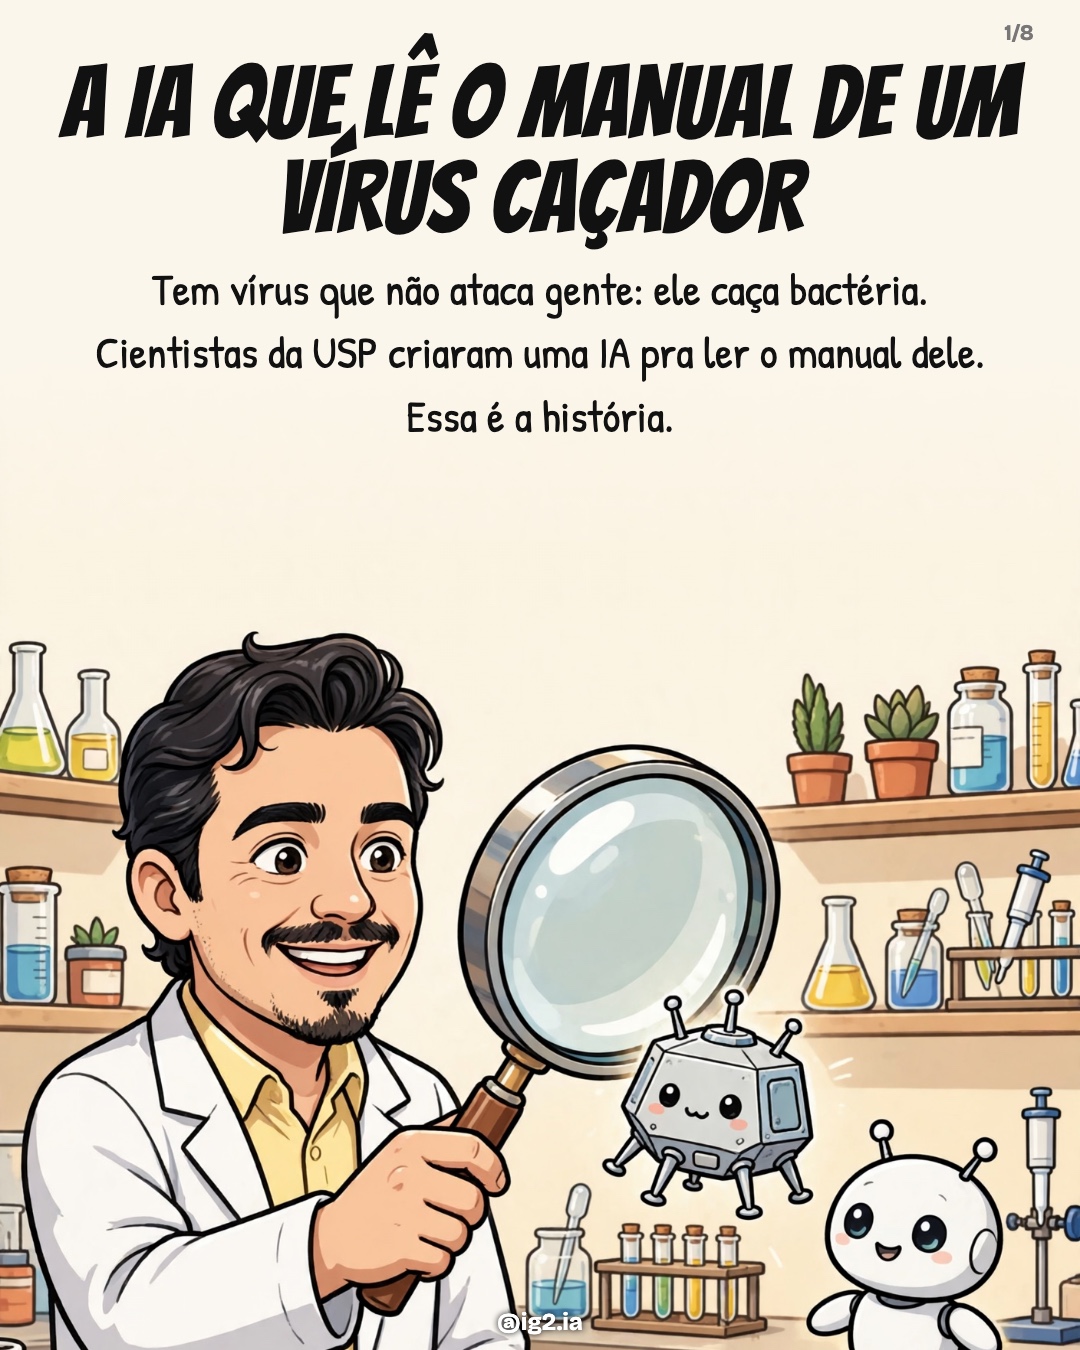 1/8
A IA QUE LÊ O MANUAL DE UM
VÍRUS CAÇADOR
Tem vírus que não ataca gente: ele caça bactéria.
Cientistas da USP criaram uma IA pra ler o manual dele.
Essa é a história.
@ig2.ia